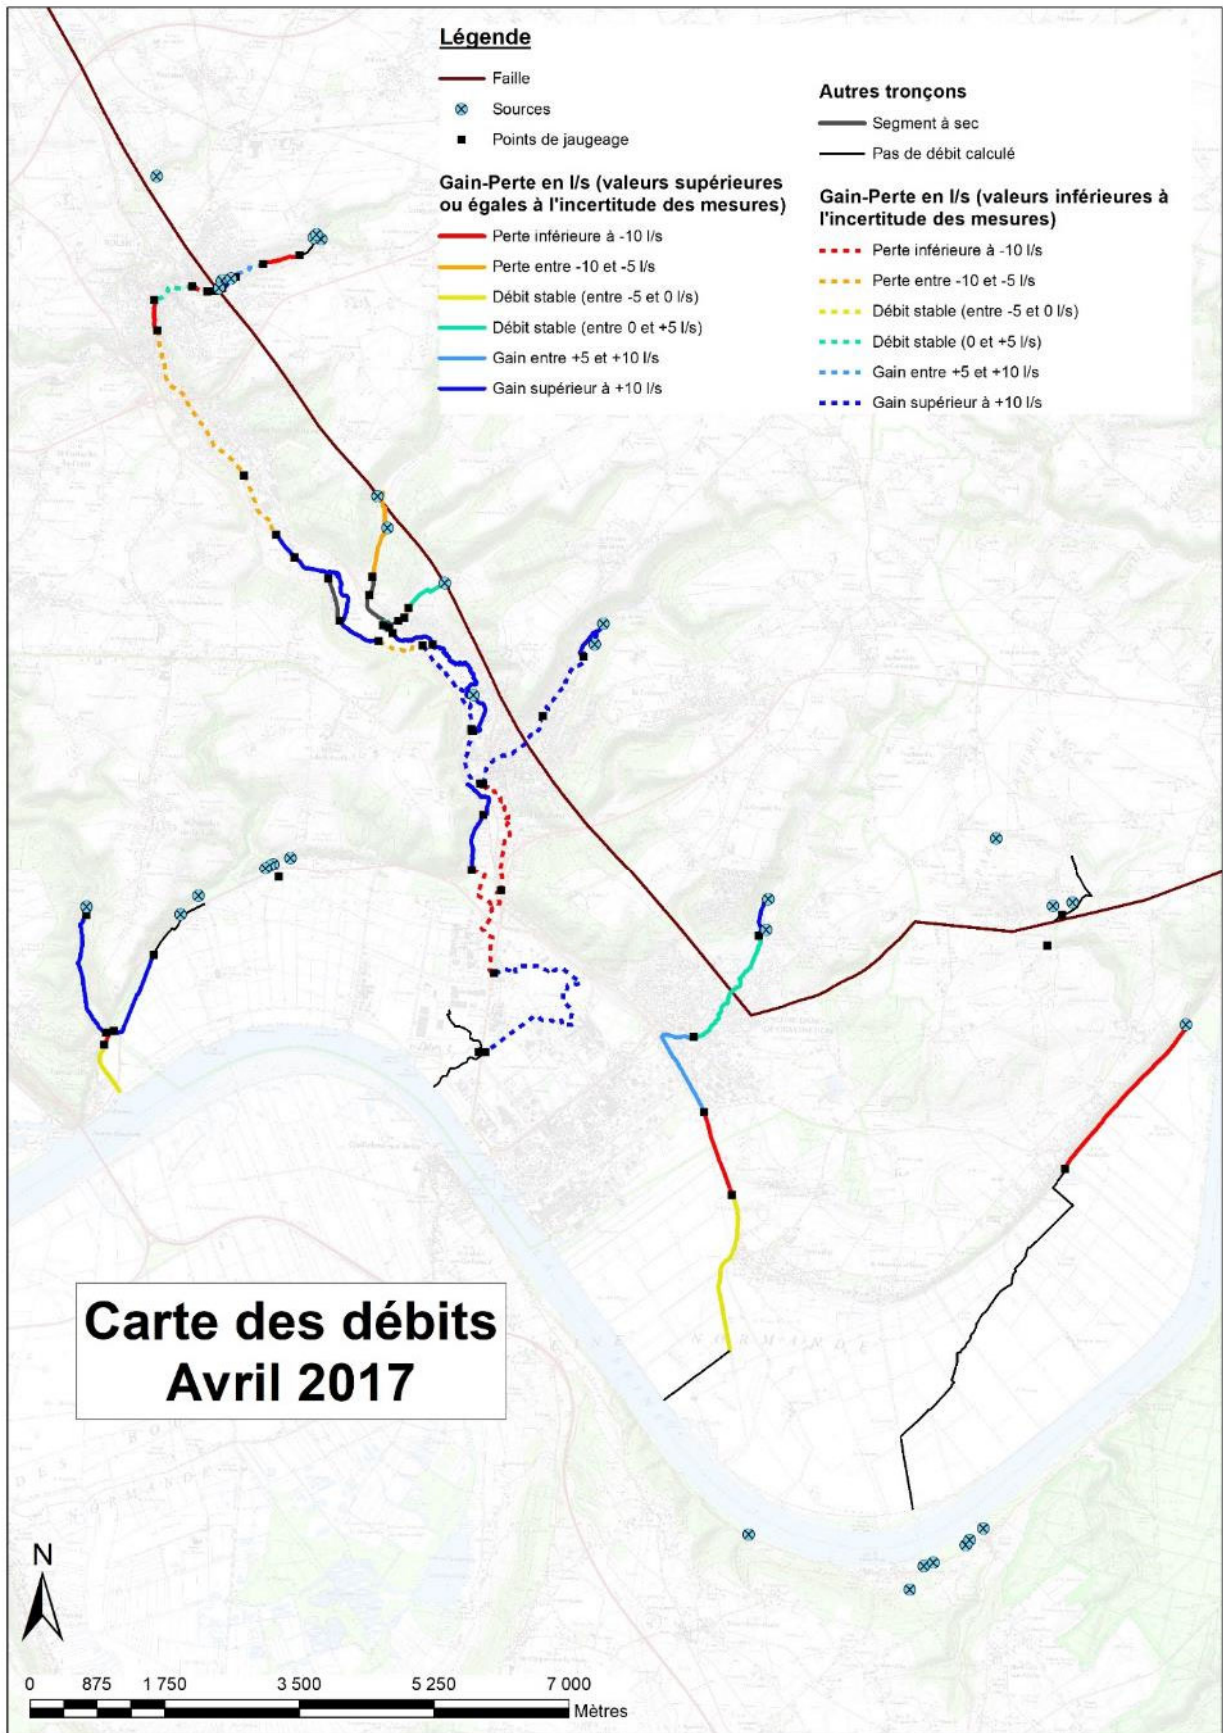 Légende
Faille
Sources
Points de jaugeage
Gain-Perte en l/s (valeurs supérieures
ou égales à l'incertitude des mesures)
Perte inférieure à -10 l/s
Perte entre -10 et -5 l/s
Débit stable (entre -5 et 0 l/s)
Débit stable (entre 0 et +5 l/s)
Gain entre +5 et +10 l/s
Gain supérieur à +10 l/s
Autres tronçons
Segment à sec
Pas de débit calculé
Gain-Perte en l/s (valeurs inférieures à
l'incertitude des mesures)
Perte inférieure à -10 l/s
Perte entre -10 et -5 l/s
Débit stable (entre -5 et 0 l/s)
Débit stable (0 et +5 l/s)
Gain entre +5 et +10 l/s
Gain supérieur à +10 l/s
Carte des débits
Avril 2017
NORMANDE
N
0 875 1 750 3 500 5 250 7 000
Mètres